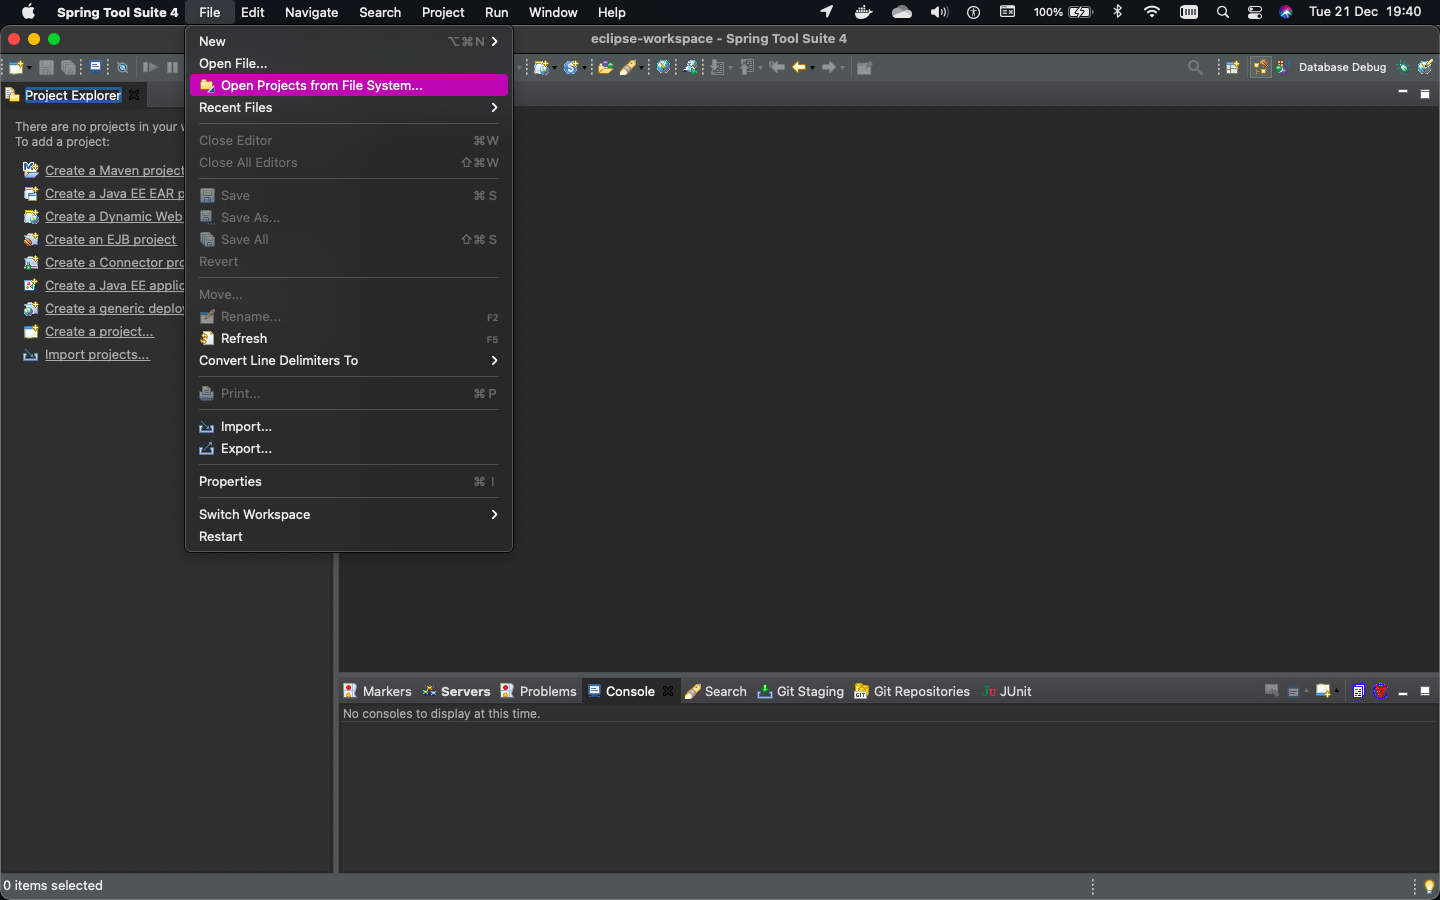 Spring Tool Suite 4 File Edit Navigate Search Project Run Window Help 100% Tue 21 Dec 19:40
eclipse-workspace - Spring Tool Suite 4
Database Debug
Project Explorer
There are no projects in your
To add a project:
Create a Maven project
Create a Java EE EAR p
Create a Dynamic Web
Create an EJB project
Create a Connector pro
Create a Java EE applic
Create a generic deploy
Create a project...
Import projects...
New ⌥⌘N
Open File...
Open Projects from File System...
Recent Files
Close Editor ⌘W
Close All Editors ⇧⌘W
Save ⌘S
Save As...
Save All ⇧⌘S
Revert
Move...
Rename... F2
Refresh F5
Convert Line Delimiters To
Print... ⌘P
Import...
Export...
Properties ⌘I
Switch Workspace
Restart
Markers Servers Problems Console Search Git Staging Git Repositories JUnit
No consoles to display at this time.
0 items selected